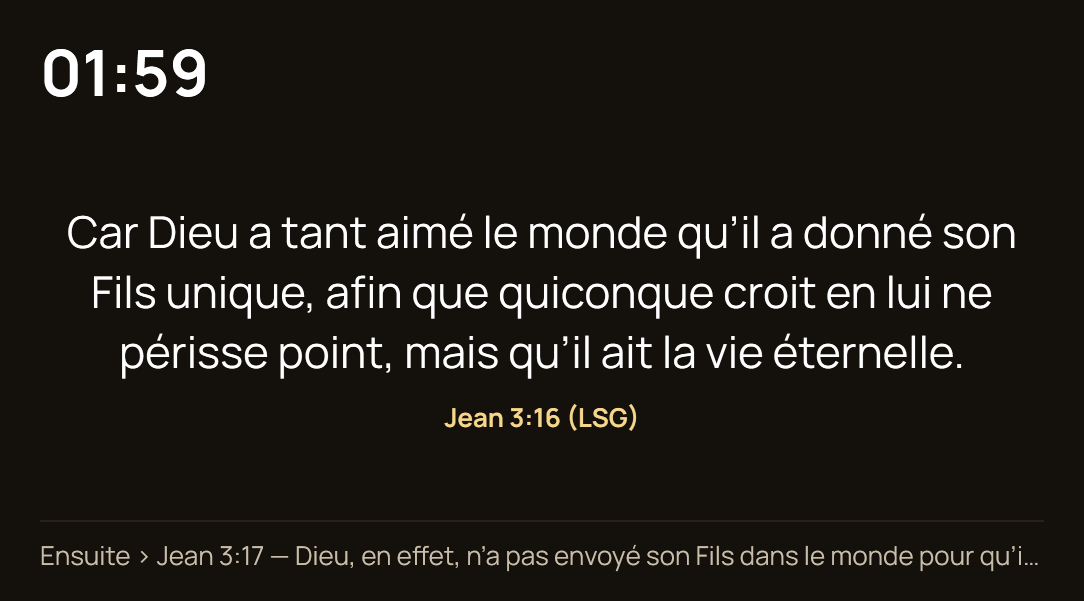 01:59
Car Dieu a tant aimé le monde qu’il a donné son
Fils unique, afin que quiconque croit en lui ne
périsse point, mais qu’il ait la vie éternelle.
Jean 3:16 (LSG)
Ensuite › Jean 3:17 — Dieu, en effet, n’a pas envoyé son Fils dans le monde pour qu’i…